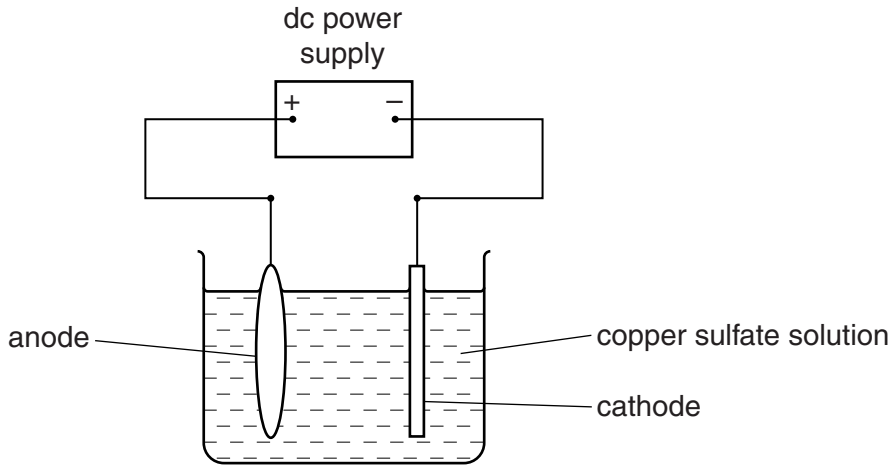 dc power
supply
+ −
anode
copper sulfate solution
cathode